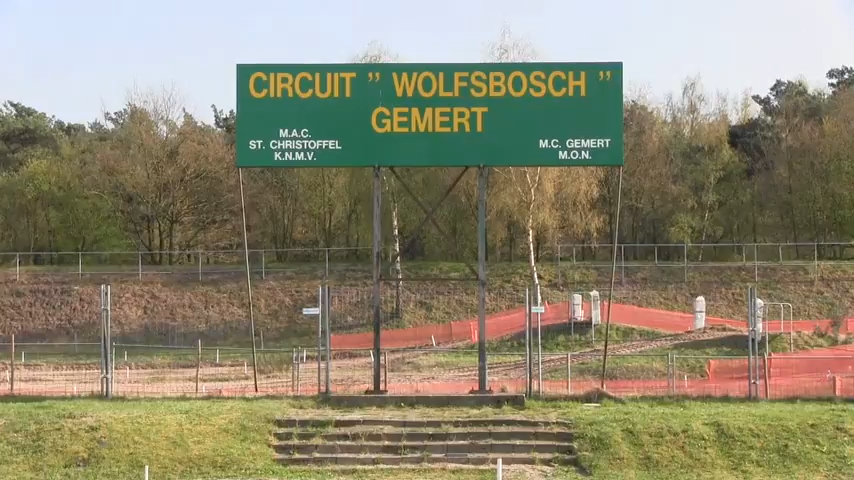 CIRCUIT " WOLFSBOSCH "
GEMERT
M.A.C.
ST. CHRISTOFFEL
K.N.M.V.
M.C. GEMERT
M.O.N.